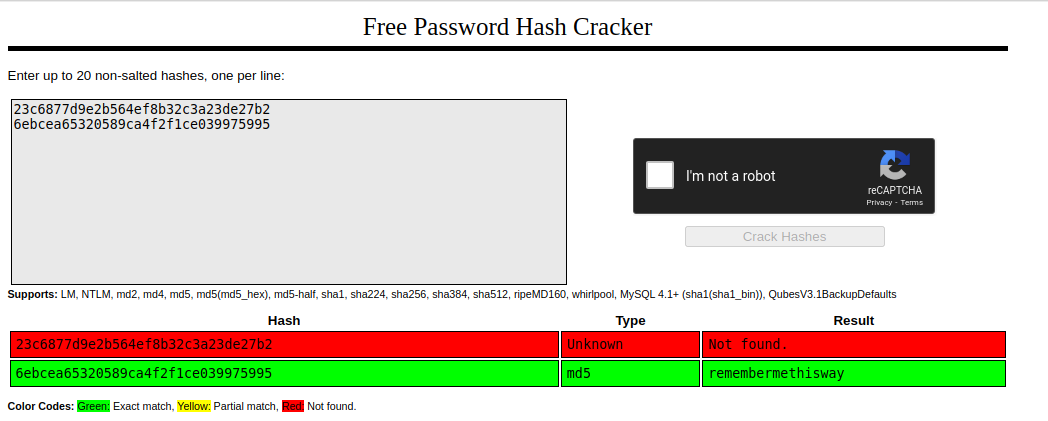 Free Password Hash Cracker
Enter up to 20 non-salted hashes, one per line:
23c6877d9e2b564ef8b32c3a23de27b2
6ebcea65320589ca4f2f1ce039975995
I'm not a robot
reCAPTCHA
Privacy - Terms
Crack Hashes
Supports: LM, NTLM, md2, md4, md5, md5(md5_hex), md5-half, sha1, sha224, sha256, sha384, sha512, ripeMD160, whirlpool, MySQL 4.1+ (sha1(sha1_bin)), QubesV3.1BackupDefaults
Hash Type Result
23c6877d9e2b564ef8b32c3a23de27b2 Unknown Not found.
6ebcea65320589ca4f2f1ce039975995 md5 remembermethisway
Color Codes: Green: Exact match, Yellow: Partial match, Red: Not found.